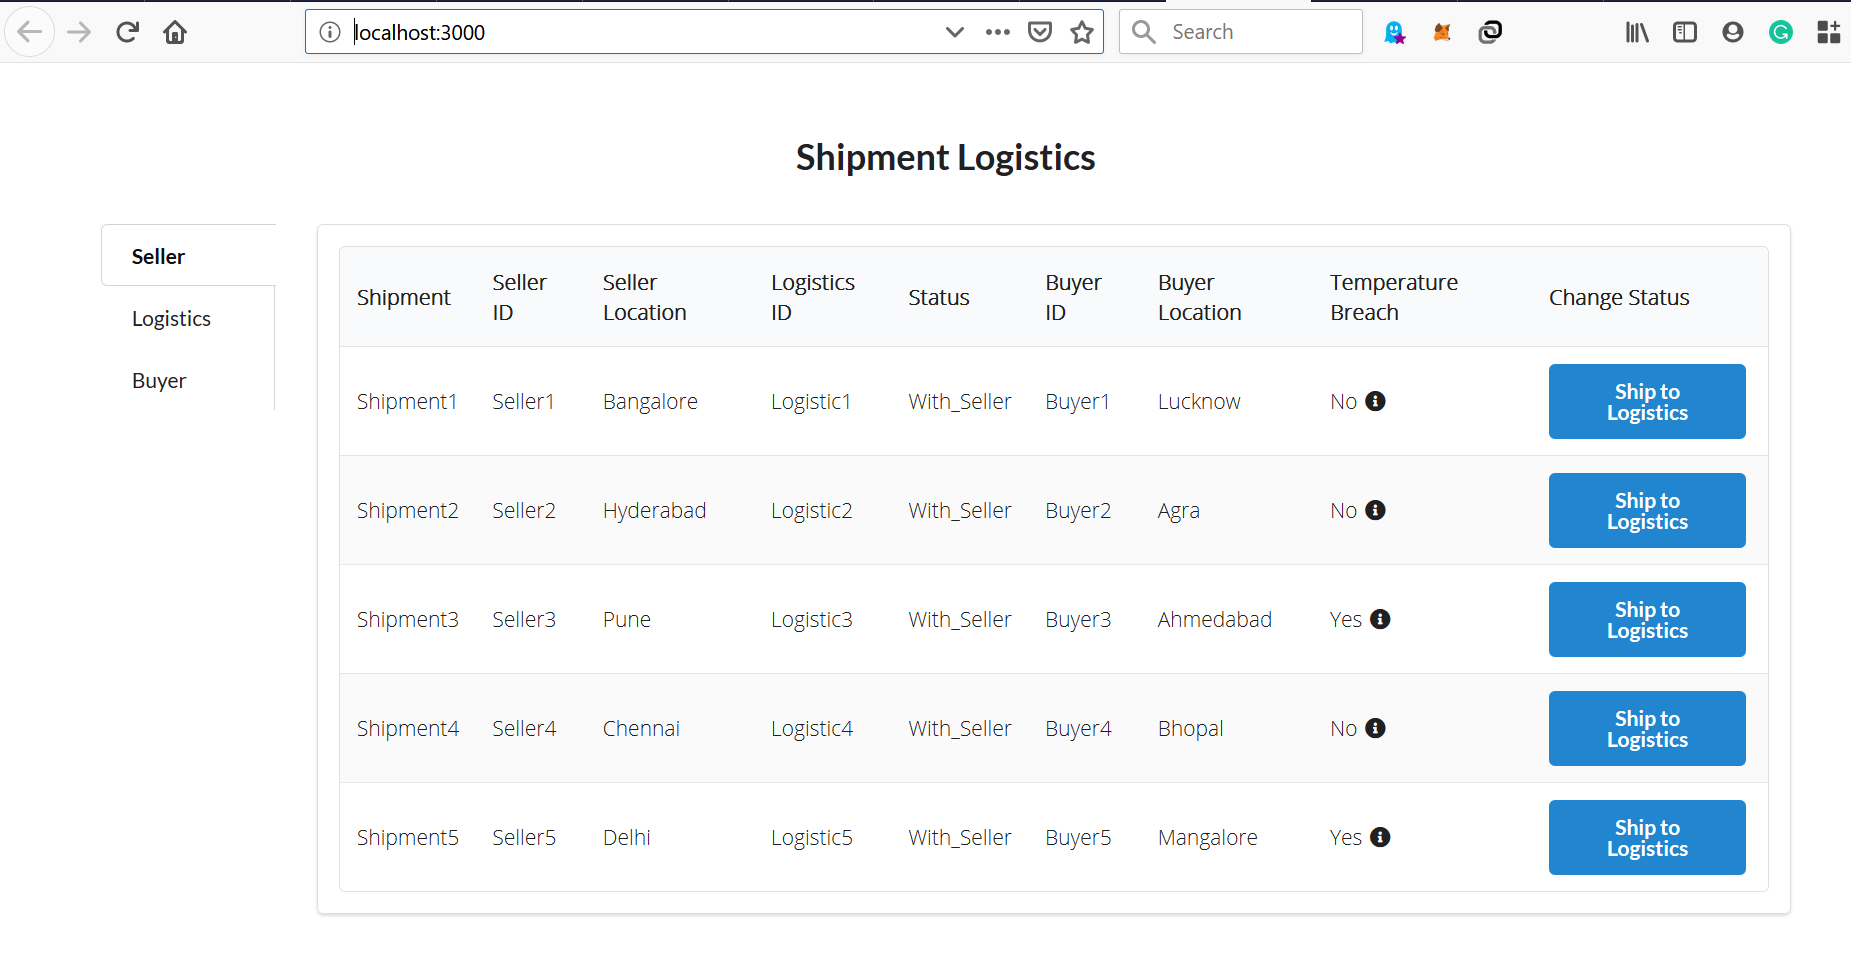 localhost:3000
Search
Shipment Logistics
Seller
Logistics
Buyer
Shipment
Seller
ID
Seller
Location
Logistics
ID
Status
Buyer
ID
Buyer
Location
Temperature
Breach
Change Status
Shipment1 Seller1 Bangalore Logistic1 With_Seller Buyer1 Lucknow No
Ship to
Logistics
Shipment2 Seller2 Hyderabad Logistic2 With_Seller Buyer2 Agra No
Ship to
Logistics
Shipment3 Seller3 Pune Logistic3 With_Seller Buyer3 Ahmedabad Yes
Ship to
Logistics
Shipment4 Seller4 Chennai Logistic4 With_Seller Buyer4 Bhopal No
Ship to
Logistics
Shipment5 Seller5 Delhi Logistic5 With_Seller Buyer5 Mangalore Yes
Ship to
Logistics